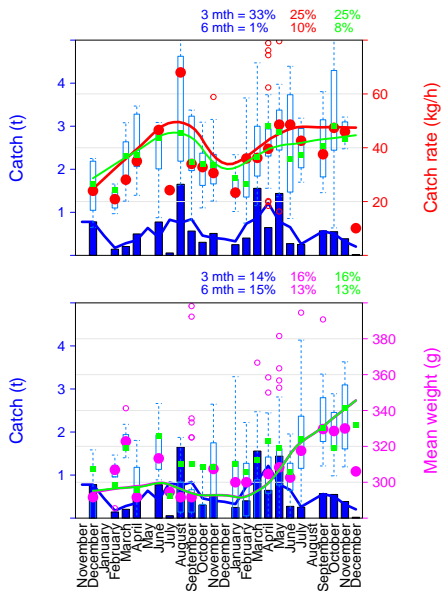 3 mth = 33% 25% 25%
6 mth = 1% 10% 8%
Catch (t)
5
4
3
2
1
Catch rate (kg/h)
60
40
20
3 mth = 14% 16% 16%
6 mth = 15% 13% 13%
Catch (t)
5
4
3
2
1
Mean weight (g)
380
360
340
320
300
November
December
January
February
March
April
May
June
July
August
September
October
November
December
January
February
March
April
May
June
July
August
September
October
November
December